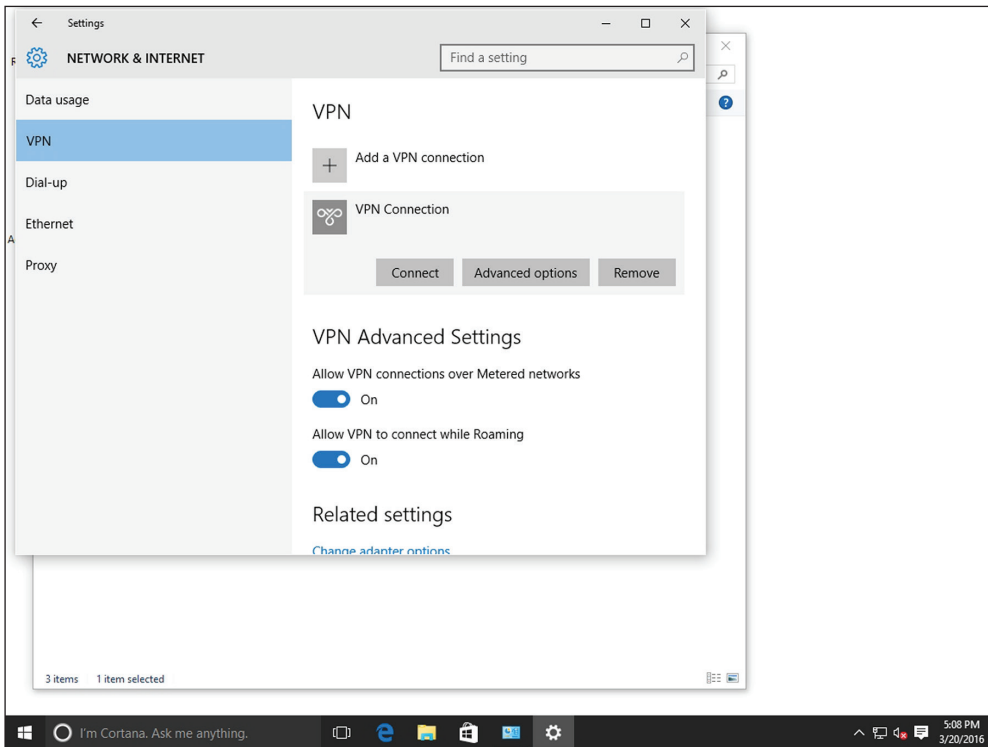 Settings
NETWORK & INTERNET
Find a setting
Data usage
VPN
Dial-up
Ethernet
Proxy
VPN
Add a VPN connection
VPN Connection
Connect Advanced options Remove
VPN Advanced Settings
Allow VPN connections over Metered networks
On
Allow VPN to connect while Roaming
On
Related settings
Change adapter options
R
A
3 items 1 item selected
I'm Cortana. Ask me anything.
5:08 PM
3/20/2016